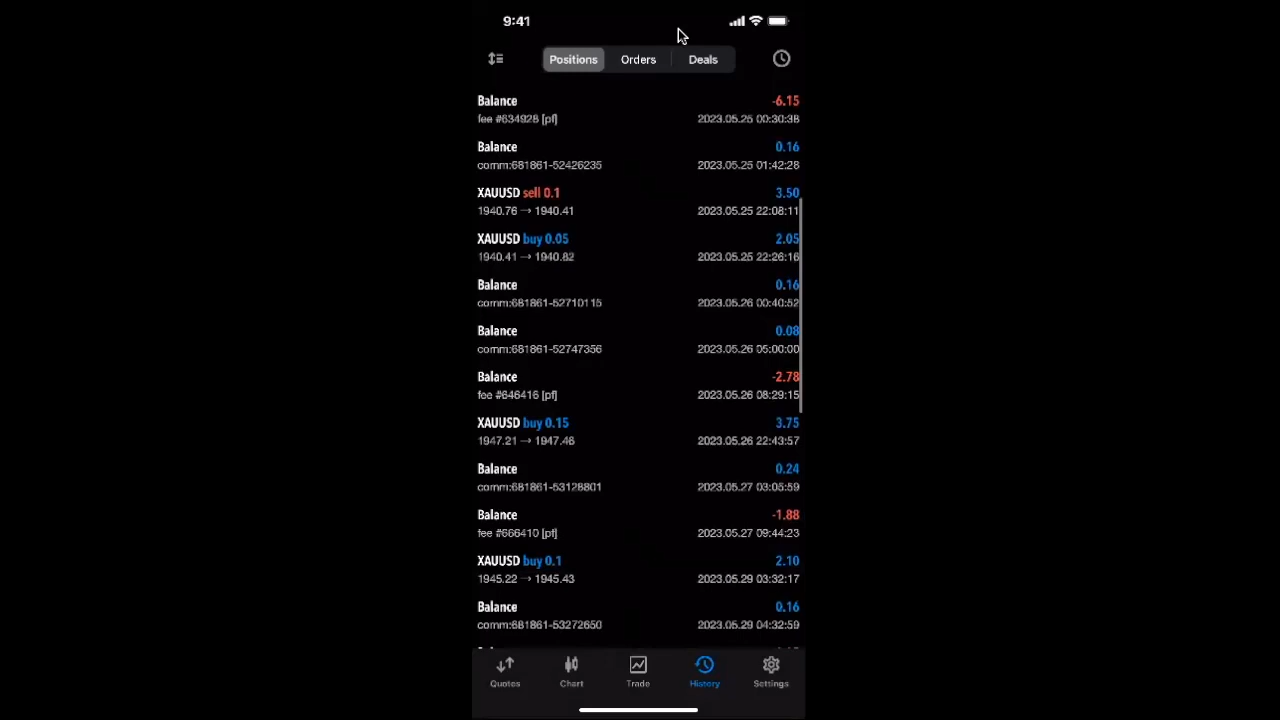 9:41
Positions Orders Deals
Balance -6.15
fee #634928 [pf] 2023.05.25 00:30:38
Balance 0.16
comm:681861-52426235 2023.05.25 01:42:28
XAUUSD sell 0.1 3.50
1940.76 → 1940.41 2023.05.25 22:08:11
XAUUSD buy 0.05 2.05
1940.41 → 1940.82 2023.05.25 22:26:16
Balance 0.16
comm:681861-52710115 2023.05.26 00:40:52
Balance 0.08
comm:681861-52747356 2023.05.26 05:00:00
Balance -2.78
fee #646416 [pf] 2023.05.26 08:29:15
XAUUSD buy 0.15 3.75
1947.21 → 1947.46 2023.05.26 22:43:57
Balance 0.24
comm:681861-53128801 2023.05.27 03:05:59
Balance -1.88
fee #666410 [pf] 2023.05.27 09:44:23
XAUUSD buy 0.1 2.10
1945.22 → 1945.43 2023.05.29 03:32:17
Balance 0.16
comm:681861-53272650 2023.05.29 04:32:59
Quotes Chart Trade History Settings